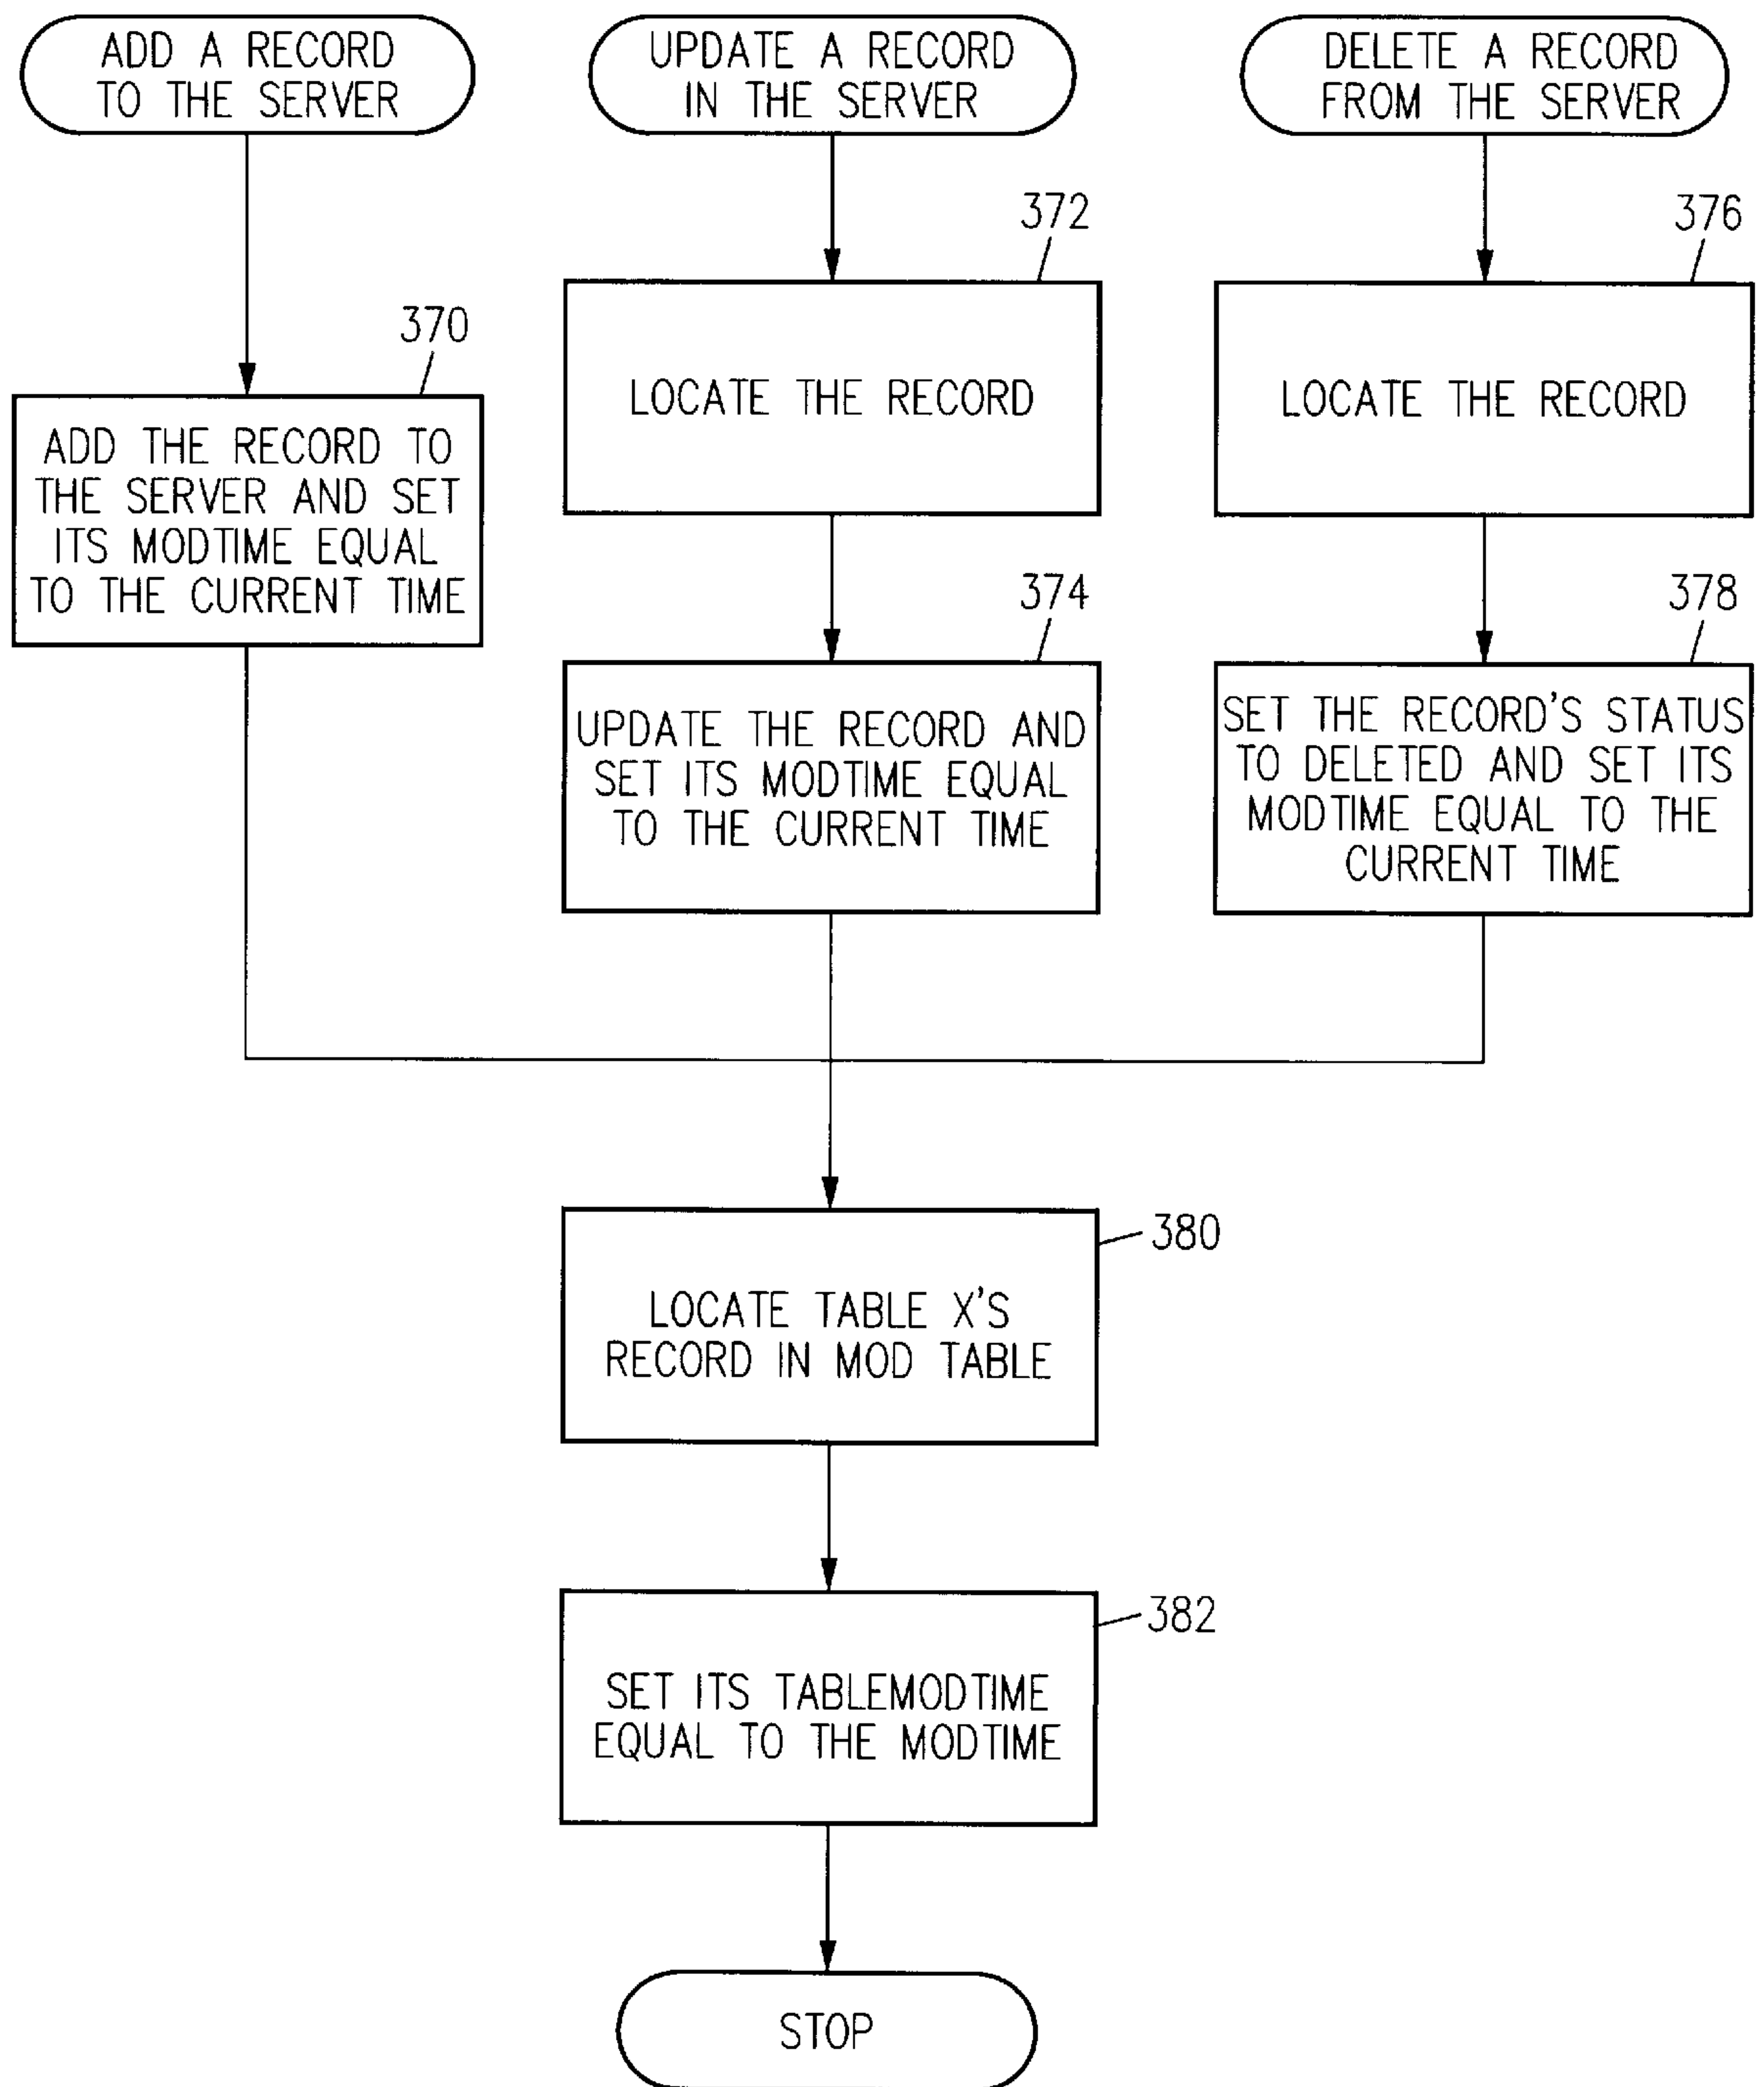 ADD A RECORD
TO THE SERVER
UPDATE A RECORD
IN THE SERVER
DELETE A RECORD
FROM THE SERVER
370
ADD THE RECORD TO
THE SERVER AND SET
ITS MODTIME EQUAL
TO THE CURRENT TIME
372
LOCATE THE RECORD
374
UPDATE THE RECORD AND
SET ITS MODTIME EQUAL
TO THE CURRENT TIME
376
LOCATE THE RECORD
378
SET THE RECORD'S STATUS
TO DELETED AND SET ITS
MODTIME EQUAL TO THE
CURRENT TIME
380
LOCATE TABLE X'S
RECORD IN MOD TABLE
382
SET ITS TABLEMODTIME
EQUAL TO THE MODTIME
STOP